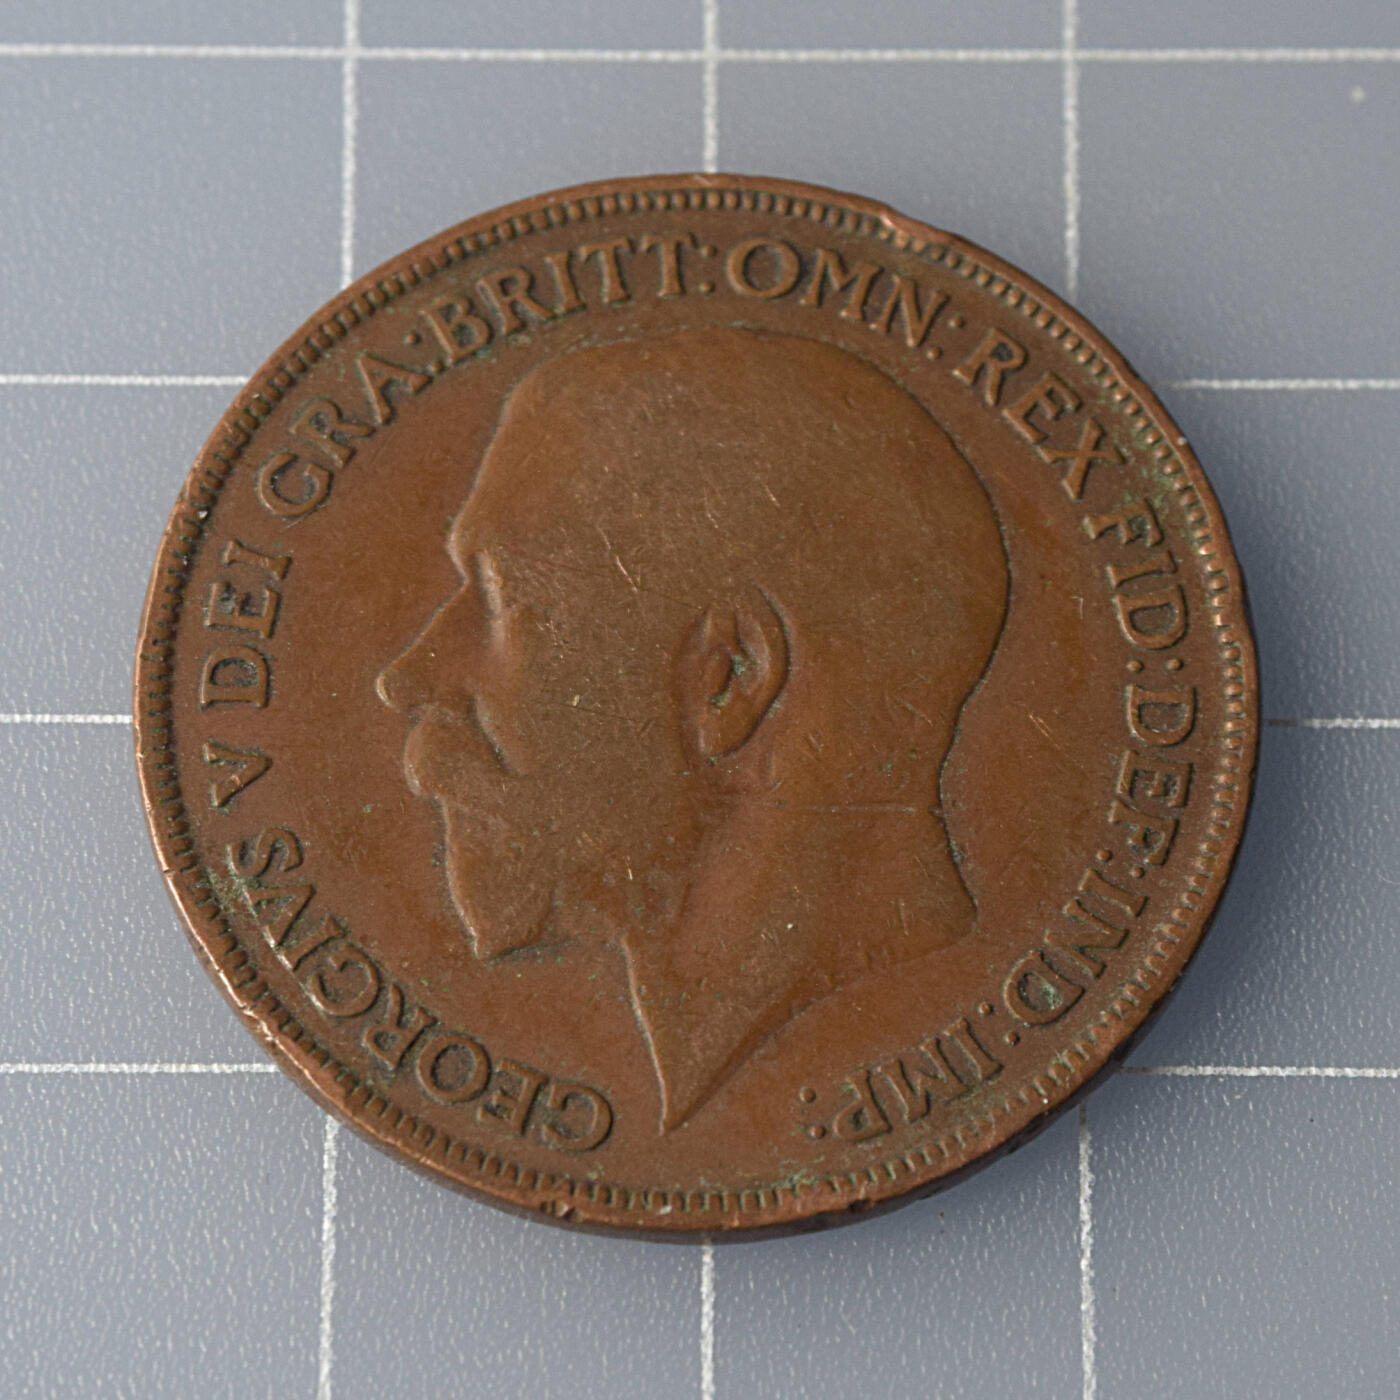 GEORGIVS V DEI GRA: BRITT: OMN: REX FID: DEF: IND: IMP: